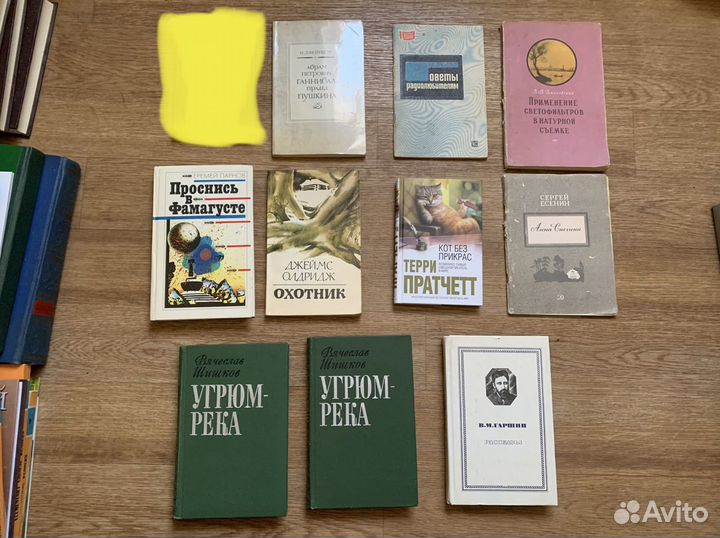 АБРАМ
ПЕТРОВИЧ
ГАННИБАЛ
ПРАДЕД
ПУШКИНА
СОВЕТЫ
РАДИОЛЮБИТЕЛЯМ
ПРИМЕНЕНИЕ
СВЕТОФИЛЬТРОВ
В НАТУРНОЙ
СЪЕМКЕ
ЕРЕМЕЙ ПАРНОВ
Проснись
в
Фамагусте
ДЖЕЙМС
ОЛДРИДЖ
ОХОТНИК
КОТ БЕЗ
ПРИКРАС
ТЕРРИ
ПРАТЧЕТТ
СЕРГЕЙ
ЕСЕНИН
Анна Снегина
Вячеслав
Шишков
УГРЮМ-
РЕКА
Вячеслав
Шишков
УГРЮМ-
РЕКА
В.М.ГАРШИН
РАССКАЗЫ
Avito